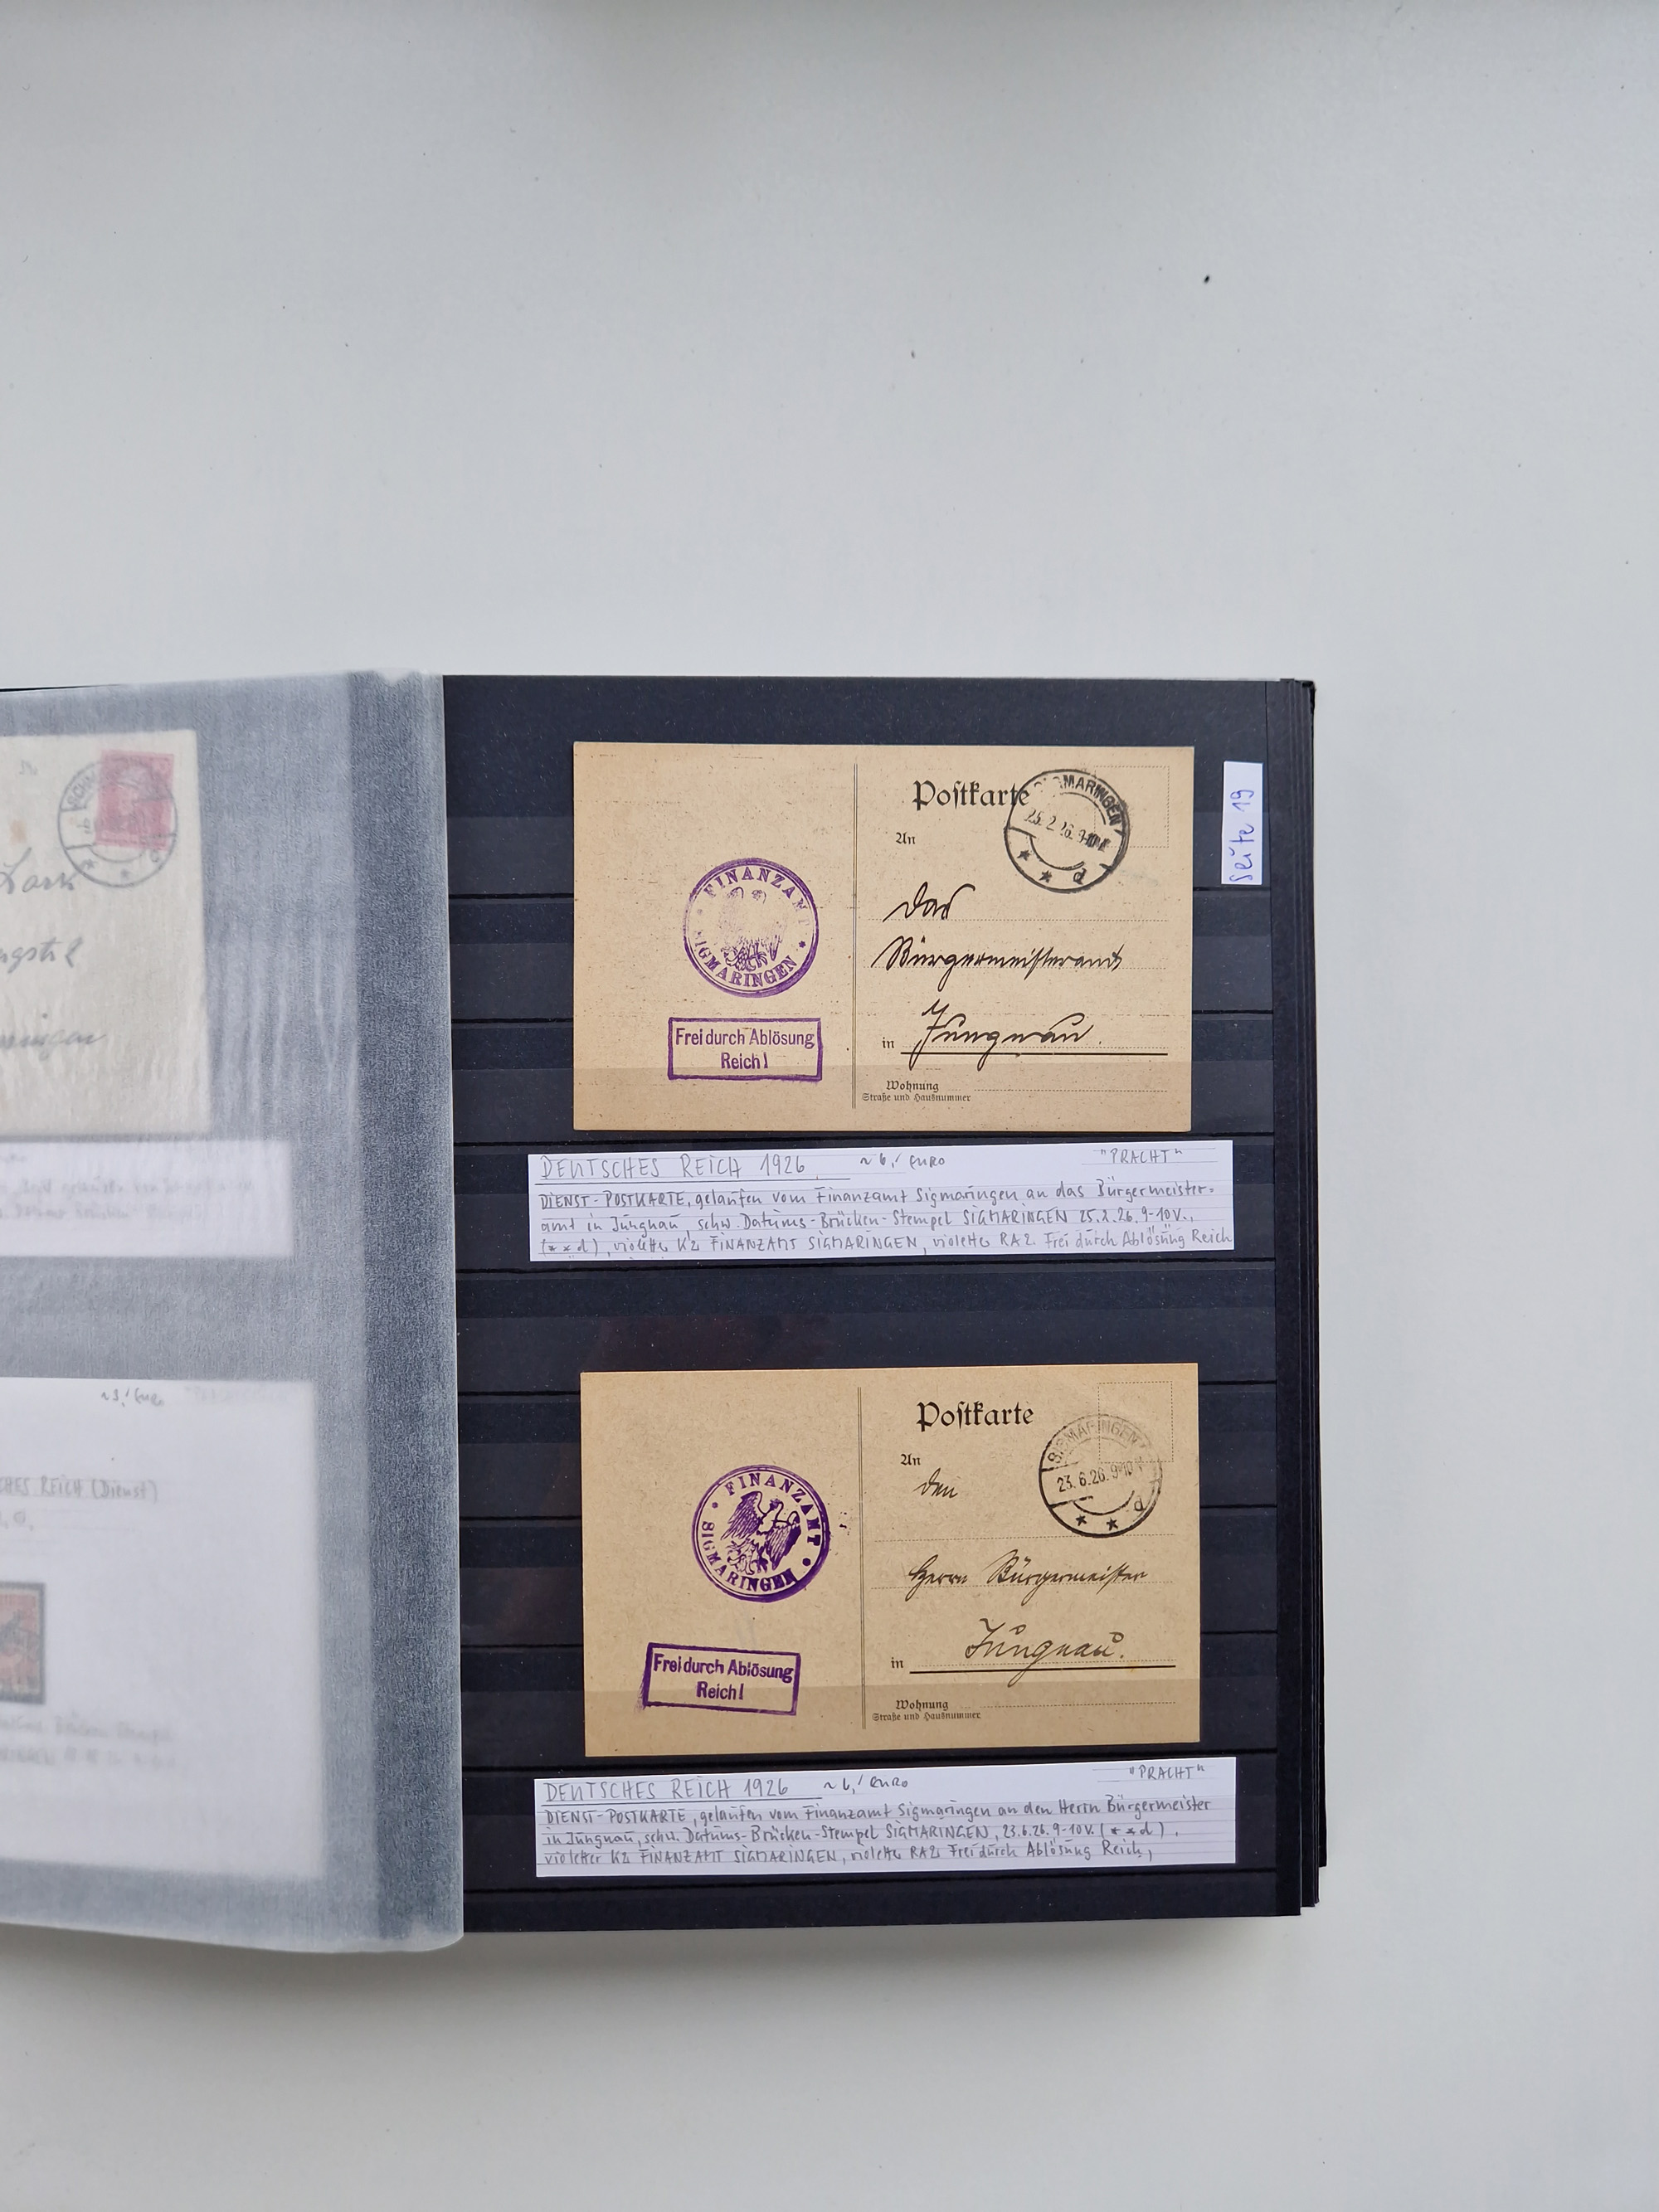 Seite 19
Postkarte
SIGMARINGEN
25.2.26.9-10V
* * d
An
Das
Bürgermeisteramt
in Jungnau.
Wohnung
Straße und Hausnummer
FINANZAMT
SIGMARINGEN
Frei durch Ablösung
Reich!
DEUTSCHES REICH 1926, ~6,' EURO "PRACHT"
DIENST-POSTKARTE, gelaufen vom Finanzamt Sigmaringen an das Bürgermeister=
amt in Jungnau, schw. Datums-Brücken-Stempel SIGMARINGEN 25.2.26.9-10V.,
(**d), violetter K2 FINANZAMT SIGMARINGEN, violetter RA2 Frei durch Ablösung Reich
Postkarte
SIGMARINGEN
23.6.26.9-10V
* * d
An
den
Herrn Bürgermeister
in Jungnau.
Wohnung
Straße und Hausnummer
FINANZAMT
SIGMARINGEN
Frei durch Ablösung
Reich!
DEUTSCHES REICH 1926 ~6,' EURO "PRACHT"
DIENST-POSTKARTE, gelaufen vom Finanzamt Sigmaringen an den Herrn Bürgermeister
in Jungnau, schw. Datums-Brücken-Stempel SIGMARINGEN, 23.6.26.9-10V. (**d),
violetter K2 FINANZAMT SIGMARINGEN, violetter RA2 Frei durch Ablösung Reich,
REICH (Dienst)